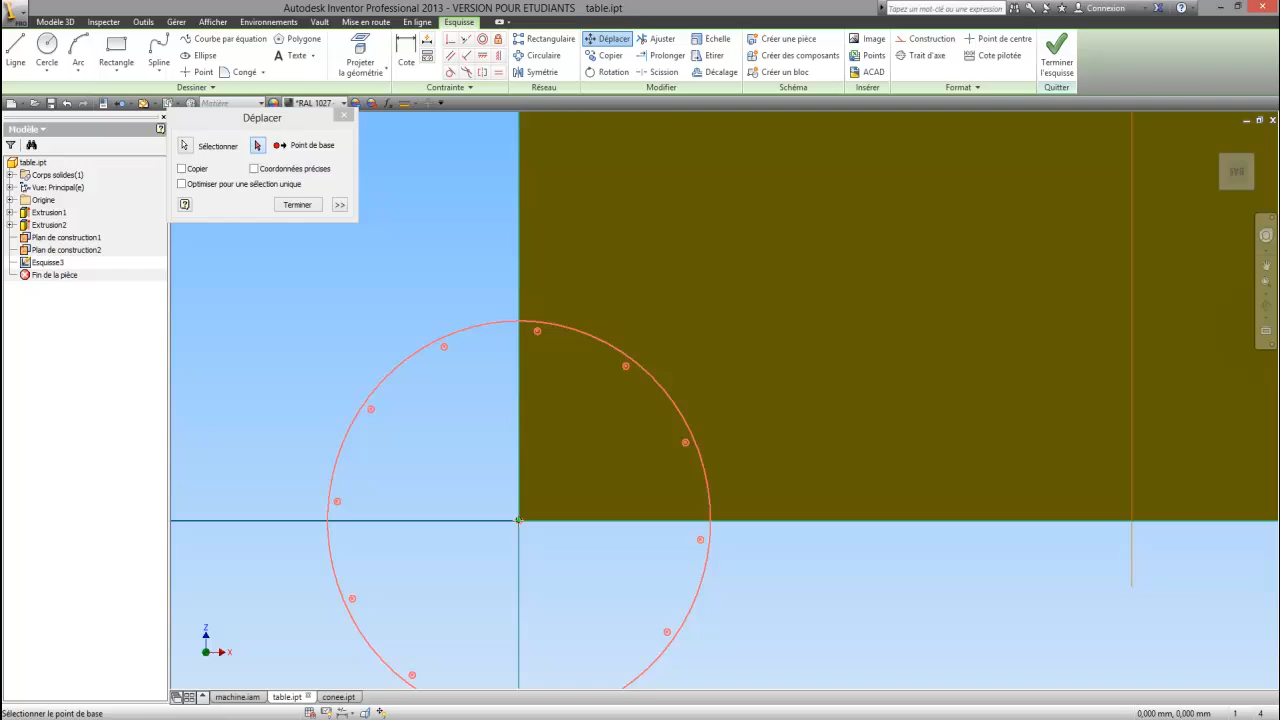 Autodesk Inventor Professional 2013 - VERSION POUR ETUDIANTS table.ipt
Tapez un mot-clé ou une expression
Connexion
PRO
Modèle 3D Inspecter Outils Gérer Afficher Environnements Vault Mise en route En ligne Esquisse
Ligne Cercle Arc Rectangle Spline
Courbe par équation Polygone
Ellipse Texte
Point Congé
Projeter la géométrie
Cote
Rectangulaire
Circulaire
Symétrie
Déplacer Ajuster Echelle
Copier Prolonger Etirer
Rotation Scission Décalage
Créer une pièce
Créer des composants
Créer un bloc
Image
Points
ACAD
Construction Point de centre
Trait d'axe Cote pilotée
Terminer l'esquisse
Dessiner Contrainte Réseau Modifier Schéma Insérer Format Quitter
Matière *RAL 1027
Modèle
table.ipt
Corps solides(1)
Vue: Principal(e)
Origine
Extrusion1
Extrusion2
Plan de construction1
Plan de construction2
Esquisse3
Fin de la pièce
Déplacer
Sélectionner Point de base
Copier Coordonnées précises
Optimiser pour une sélection unique
Terminer >>
BAS
Z
X
machine.iam table.ipt conee.ipt
Sélectionner le point de base
0,000 mm, 0,000 mm 1 4